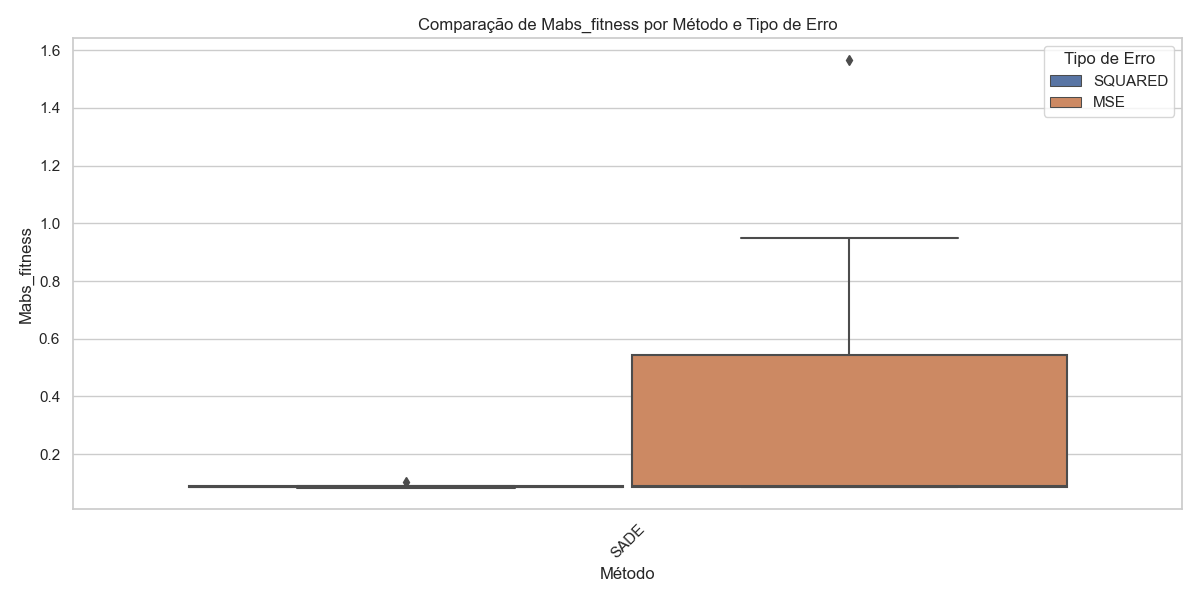 Comparação de Mabs_fitness por Método e Tipo de Erro
Tipo de Erro
SQUARED
MSE
Mabs_fitness
1.6
1.4
1.2
1.0
0.8
0.6
0.4
0.2
SADE
Método